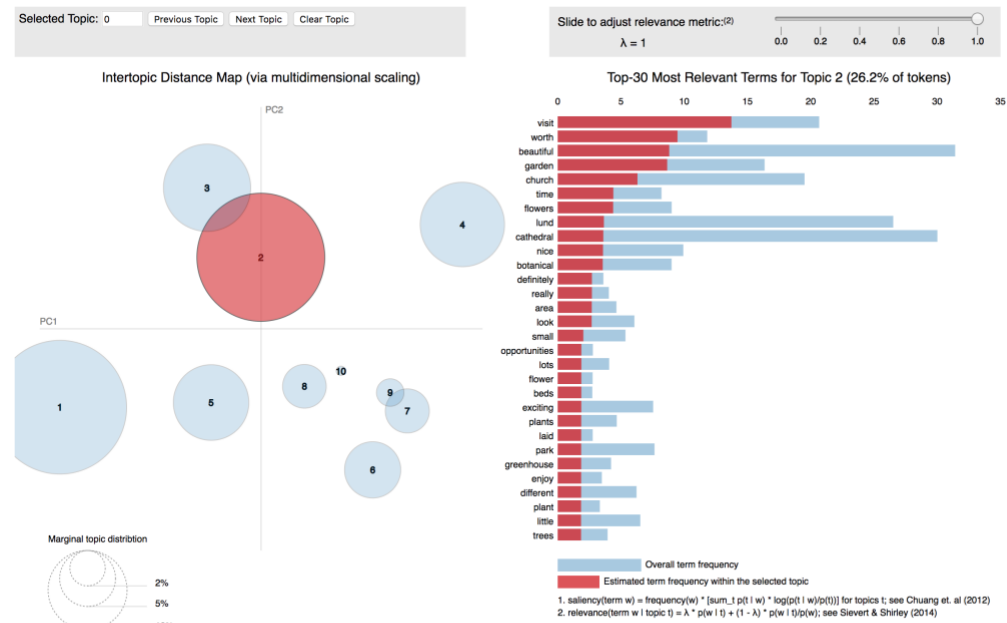 Selected Topic: 0 Previous Topic Next Topic Clear Topic
Slide to adjust relevance metric:(2)
λ = 1
0.0 0.2 0.4 0.6 0.8 1.0
Intertopic Distance Map (via multidimensional scaling)
PC2
PC1
3
4
2
1
5
8
10
9
7
6
Marginal topic distribtion
2%
5%
Top-30 Most Relevant Terms for Topic 2 (26.2% of tokens)
0 5 10 15 20 25 30 35
visit
worth
beautiful
garden
church
time
flowers
lund
cathedral
nice
botanical
definitely
really
area
look
small
opportunities
lots
flower
beds
exciting
plants
laid
park
greenhouse
enjoy
different
plant
little
trees
Overall term frequency
Estimated term frequency within the selected topic
1. saliency(term w) = frequency(w) * [sum_t p(t | w) * log(p(t | w)/p(t))] for topics t; see Chuang et. al (2012)
2. relevance(term w | topic t) = λ * p(w | t) + (1 - λ) * p(w | t)/p(w); see Sievert & Shirley (2014)